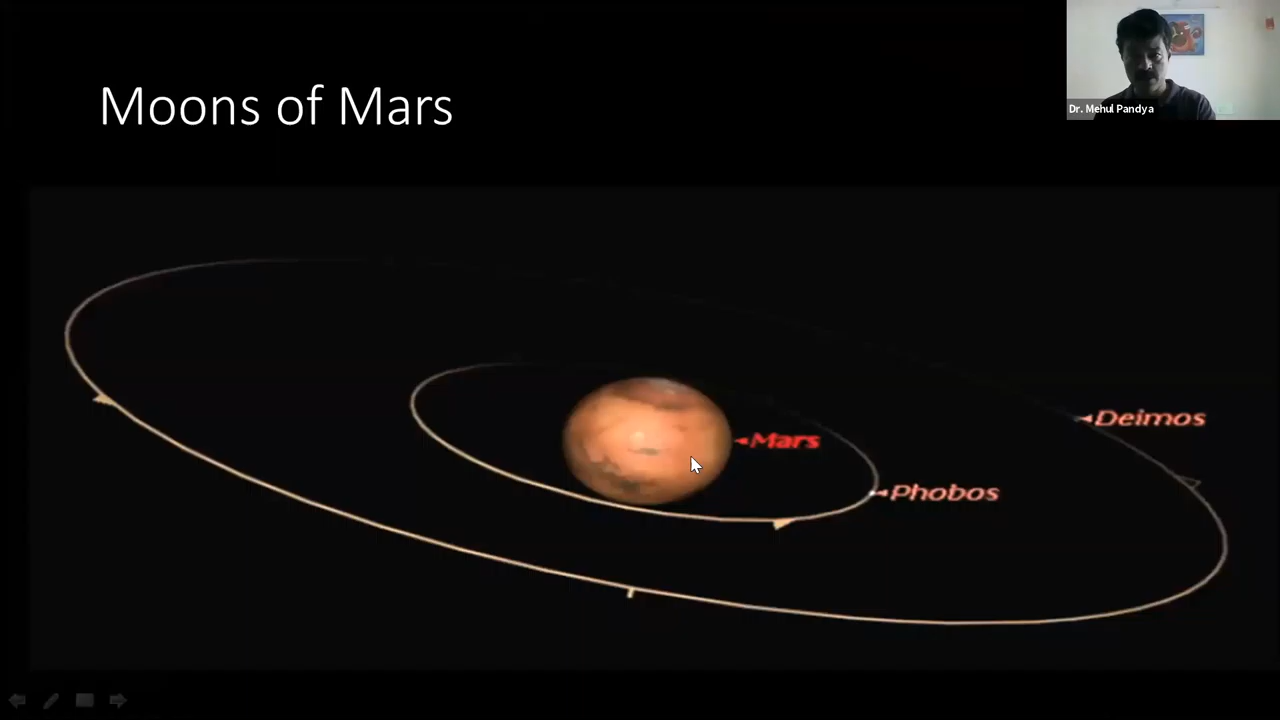 Moons of Mars
Dr. Mehul Pandya
Deimos
Mars
Phobos